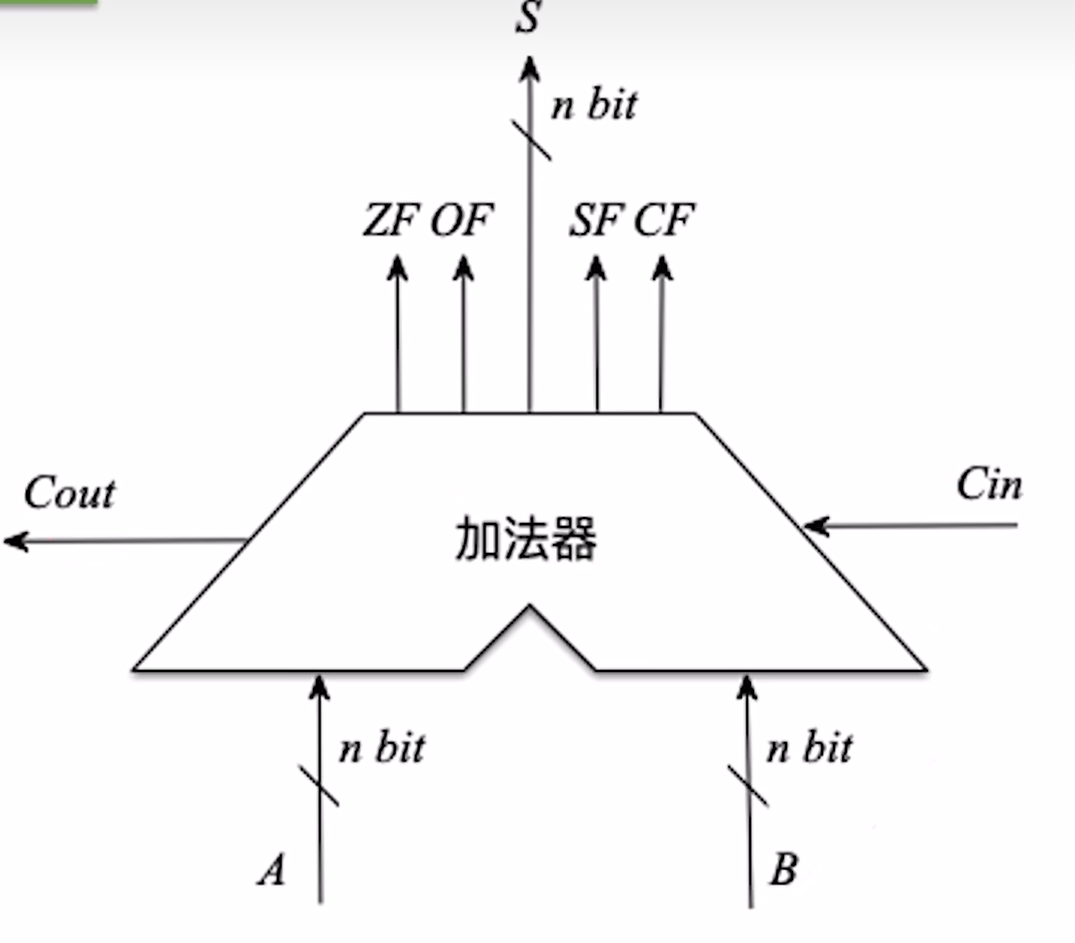 S
n bit
ZF OF SF CF
Cout
Cin
加法器
n bit
n bit
A
B